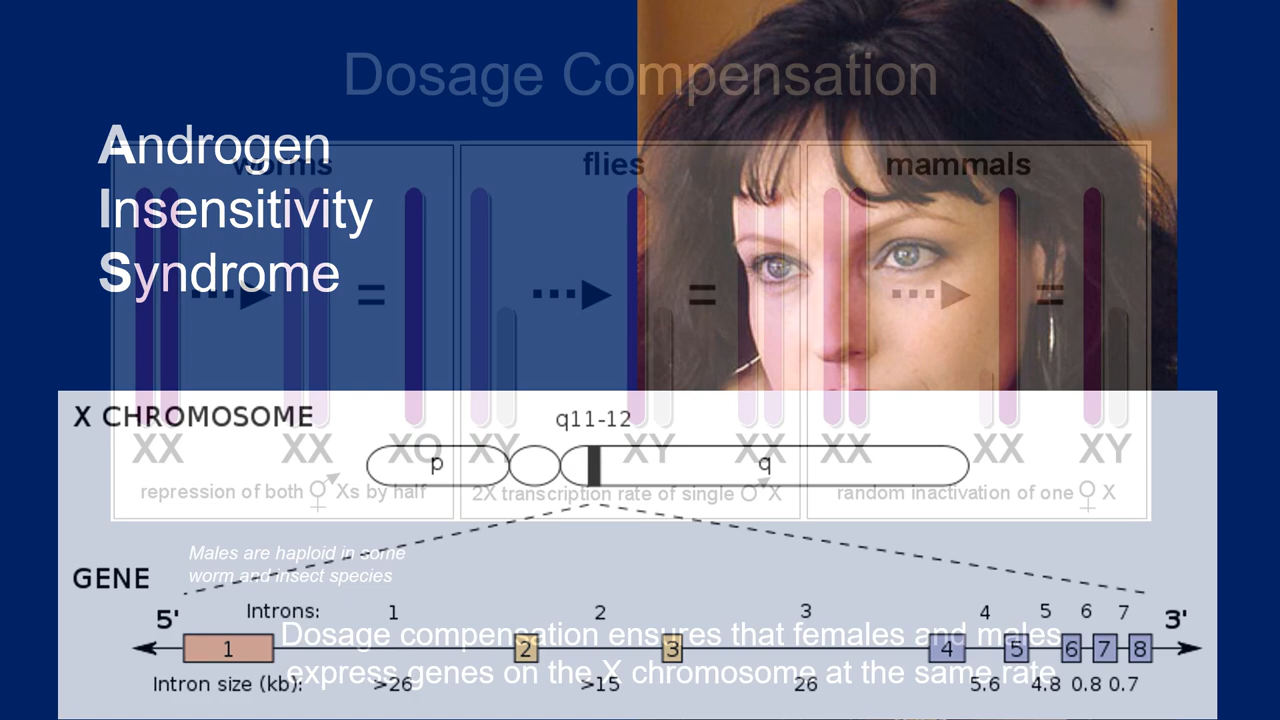 Dosage Compensation
Androgen
Insensitivity
Syndrome
worms flies mammals
= = =
X CHROMOSOME
q11-12
XX XX XO XY XY XX XX XX XY
p q
repression of both ⚥ Xs by half
2X transcription rate of single ♂ X
random inactivation of one ♀ X
Males are haploid in some
worm and insect species
GENE
5' Introns: 1 2 3 4 5 6 7 3'
Dosage compensation ensures that females and males
1 2 3 4 5 6 7 8
express genes on the X chromosome at the same rate
Intron size (kb): >26 >15 26 5.6 4.8 0.8 0.7